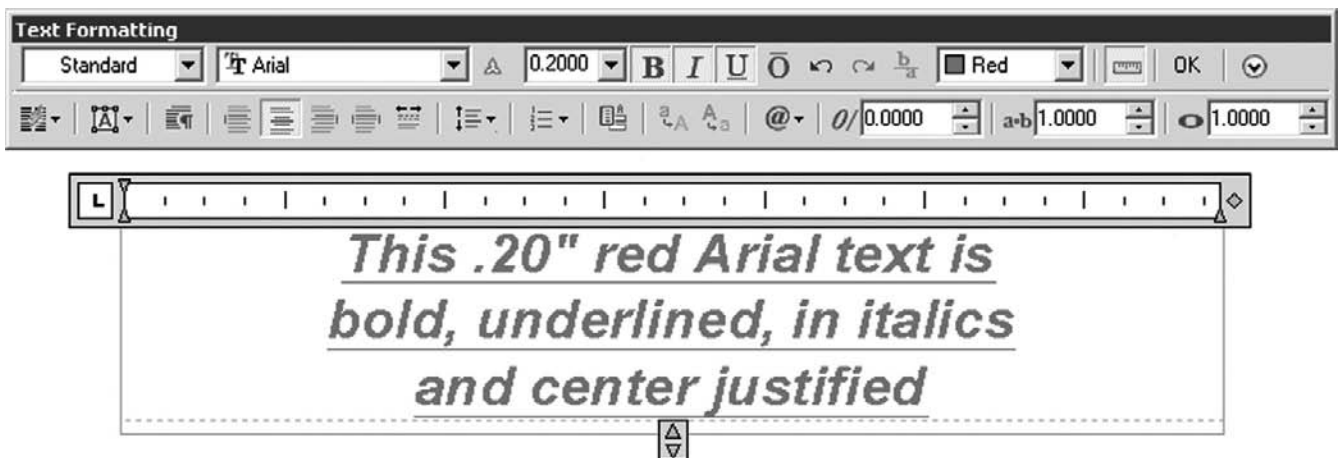 Text Formatting
Standard Arial 0.2000 B I U O b/a Red OK
A a A A a @ 0/ 0.0000 a•b 1.0000 o 1.0000
L
This .20" red Arial text is
bold, underlined, in italics
and center justified